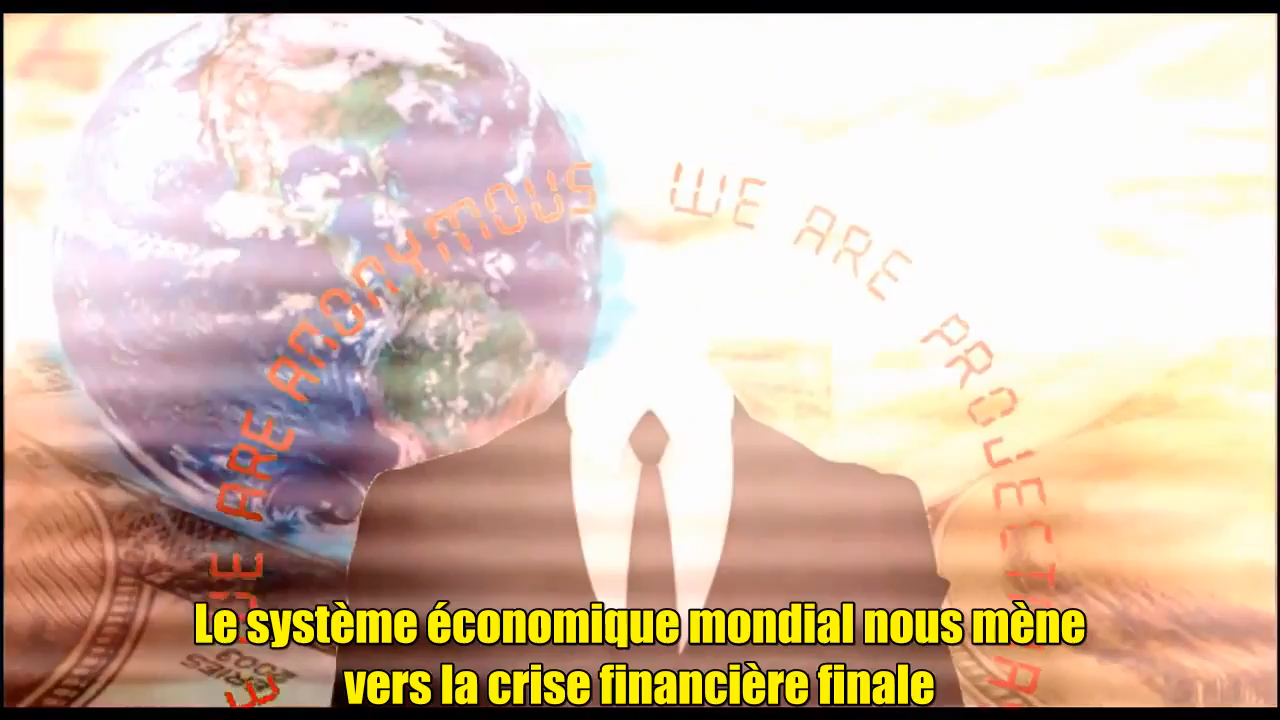 WE ARE ANONYMOUS WE ARE PROJECT
Le système économique mondial nous mène
vers la crise financière finale